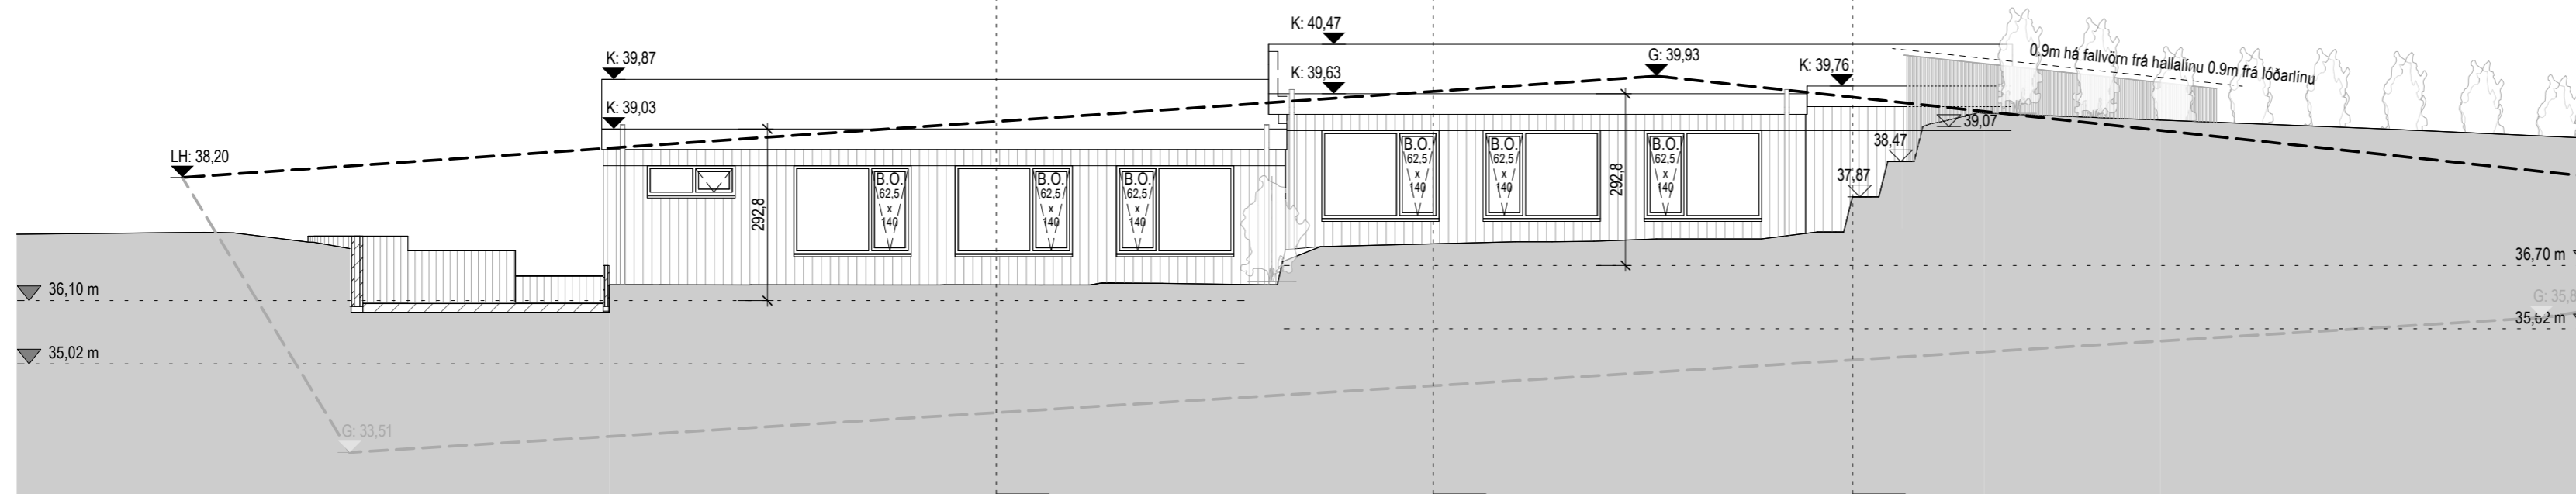 K: 40,47
K: 39,87
G: 39,93
0.9m há fallvörn frá hallalínu 0.9m frá lóðarlínu
K: 39,63
K: 39,76
K: 39,03
39,07
LH: 38,20
38,47
37,87
B.O.
62,5
x
140
B.O.
62,5
x
140
B.O.
62,5
x
140
292,8
B.O.
62,5
x
140
B.O.
62,5
x
140
B.O.
62,5
x
140
292,8
36,70 m
36,10 m
35,02 m
G: 33,51